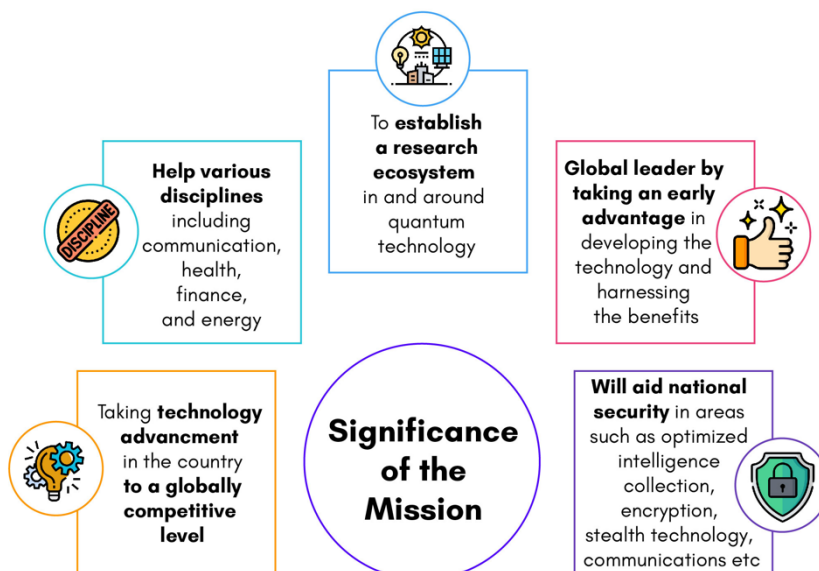 To establish
a research
ecosystem
in and around
quantum
technology
Help various
disciplines
including
communication,
health,
finance,
and energy
DISCIPLINE
Global leader by
taking an early
advantage in
developing the
technology and
harnessing
the benefits
Taking technology
advancment
in the country
to a globally
competitive
level
Significance
of the
Mission
Will aid national
security in areas
such as optimized
intelligence
collection,
encryption,
stealth technology,
communications etc